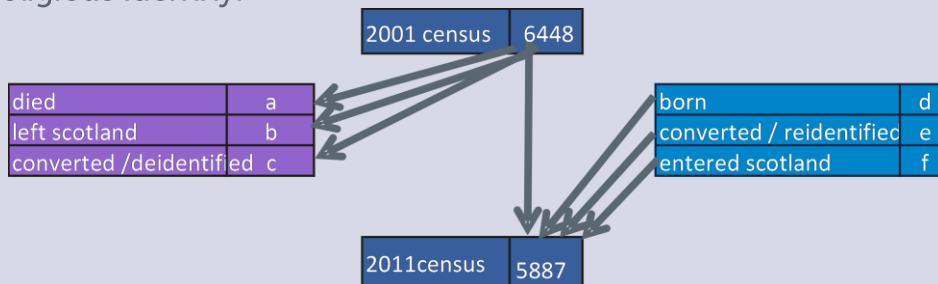 2001 census 6448
died a
left scotland b
converted /deidentified c
born d
converted / reidentified e
entered scotland f
2011census 5887